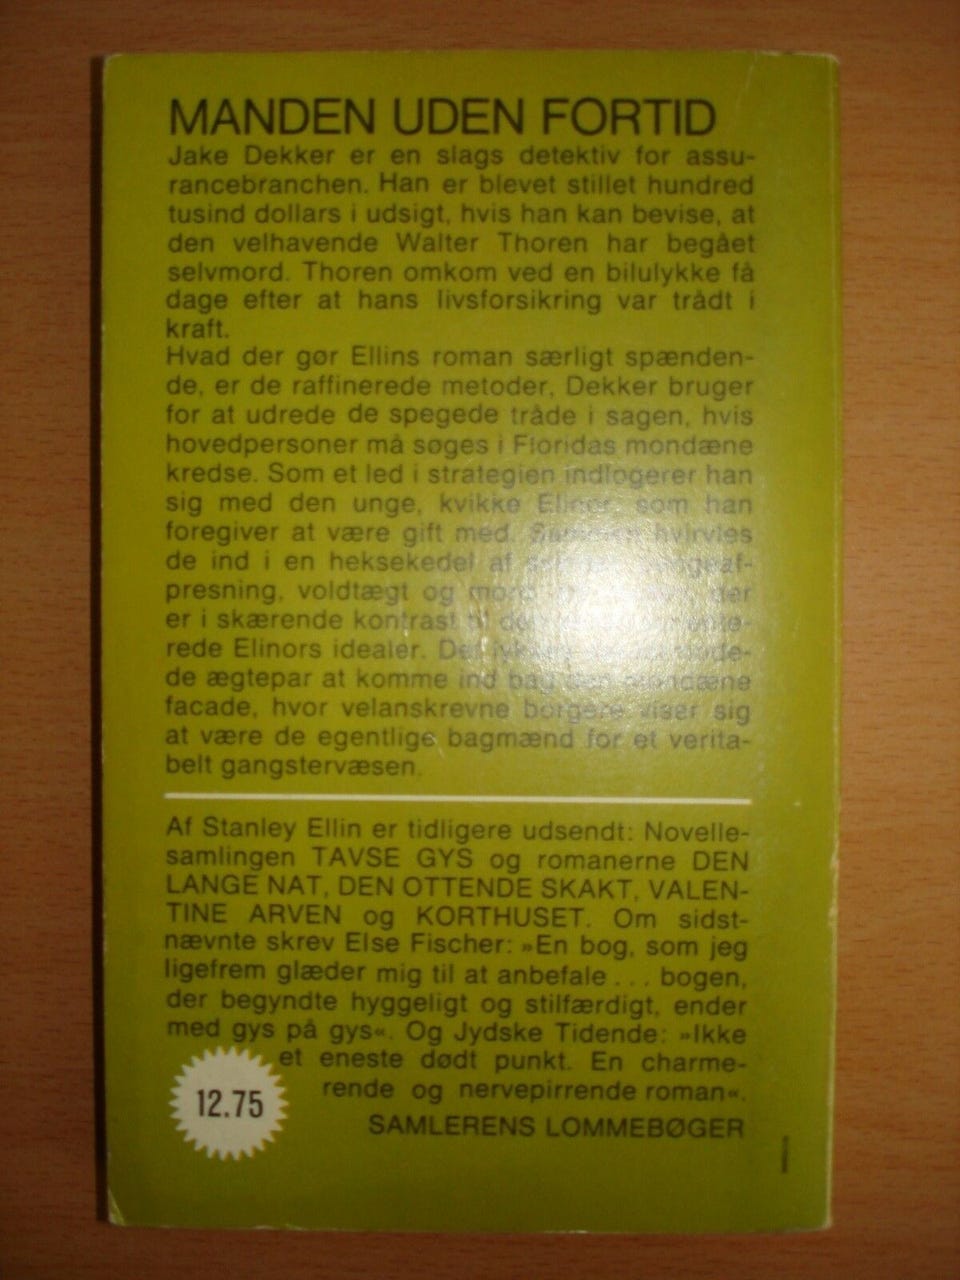 MANDEN UDEN FORTID
Jake Dekker er en slags detektiv for assu-
rancebranchen. Han er blevet stillet hundred
tusind dollars i udsigt, hvis han kan bevise, at
den velhavende Walter Thoren har begået
selvmord. Thoren omkom ved en bilulykke få
dage efter at hans livsforsikring var trådt i
kraft.
Hvad der gør Ellins roman særligt spænden-
de, er de raffinerede metoder, Dekker bruger
for at udrede de spegede tråde i sagen, hvis
hovedpersoner må søges i Floridas mondæne
kredse. Som et led i strategien indlogerer han
sig med den unge, kvikke Elinor, som han
foregiver at være gift med. Sammen hvirvles
de ind i en heksekedel af
presning, voldtægt og mord der
er i skærende kontrast til
rede Elinors idealer. Det
de ægtepar at komme ind bag den mondæne
facade, hvor velanskrevne borgere viser sig
at være de egentlige bagmænd for et verita-
belt gangstervæsen.
Af Stanley Ellin er tidligere udsendt: Novelle-
samlingen TAVSE GYS og romanerne DEN
LANGE NAT, DEN OTTENDE SKAKT, VALEN-
TINE ARVEN og KORTHUSET. Om sidst-
nævnte skrev Else Fischer: »En bog, som jeg
ligefrem glæder mig til at anbefale . . . bogen,
der begyndte hyggeligt og stilfærdigt, ender
med gys på gys«. Og Jydske Tidende: »Ikke
et eneste dødt punkt. En charme-
rende og nervepirrende roman«.
12.75
SAMLERENS LOMMEBØGER